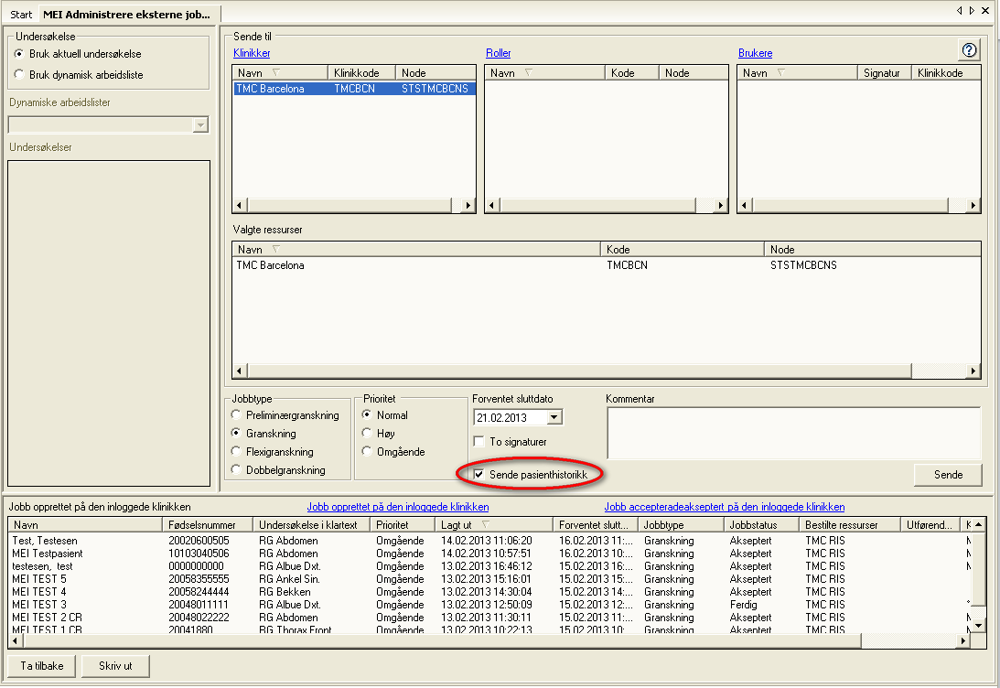 Start MEI Administrere eksterne job...
Undersøkelse
Bruk aktuell undersøkelse
Bruk dynamisk arbeidsliste
Dynamiske arbeidslister
Undersøkelser
Sende til
Klinikker Roller Brukere
Navn Klinikkode Node Navn Kode Node Navn Signatur Klinikkode
TMC Barcelona TMCBCN STSTMCBCNS
Valgte ressurser
Navn Kode Node
TMC Barcelona TMCBCN STSTMCBCNS
Jobbtype
Preliminærgranskning
Granskning
Flexigranskning
Dobbelgranskning
Prioritet
Normal
Høy
Omgående
Forventet sluttdato
21.02.2013
To signaturer
Sende pasienthistorikk
Kommentar
Sende
Jobb opprettet på den inloggede klinikken Jobb opprettet på den inloggede klinikken Jobb accepteradeakseptert på den inloggede klinikken
Navn Fødselsnummer Undersøkelse i klartext Prioritet Lagt ut Forventet slutt... Jobbtype Jobbstatus Bestilte ressurser Utførend... K
Test, Testesen 20020600505 RG Abdomen Omgående 14.02.2013 11:06:20 16.02.2013 11:... Granskning Akseptert TMC RIS
MEI Testpasient 10103040506 RG Abdomen Omgående 14.02.2013 10:57:51 16.02.2013 10:... Granskning Akseptert TMC RIS
testesen, test 0000000000 RG Albue Dxt. Omgående 13.02.2013 16:46:12 15.02.2013 16:... Granskning Akseptert TMC RIS
MEI TEST 5 20058355555 RG Ankel Sin. Omgående 13.02.2013 15:16:01 15.02.2013 15:... Granskning Akseptert TMC RIS
MEI TEST 4 20058244444 RG Bekken Omgående 13.02.2013 14:30:04 15.02.2013 14:... Granskning Akseptert TMC RIS
MEI TEST 3 20048011111 RG Albue Dxt. Omgående 13.02.2013 12:50:09 15.02.2013 12:... Granskning Ferdig TMC RIS
MEI TEST 2 CR 20048022222 RG Abdomen Omgående 13.02.2013 11:30:11 15.02.2013 11:... Granskning Akseptert TMC RIS
MEI TEST 1 CR 20041880 RG Thorax Front Omgående 13.02.2013 10:22:13 15.02.2013 10:... Granskning Akseptert TMC RIS
Ta tilbake Skriv ut